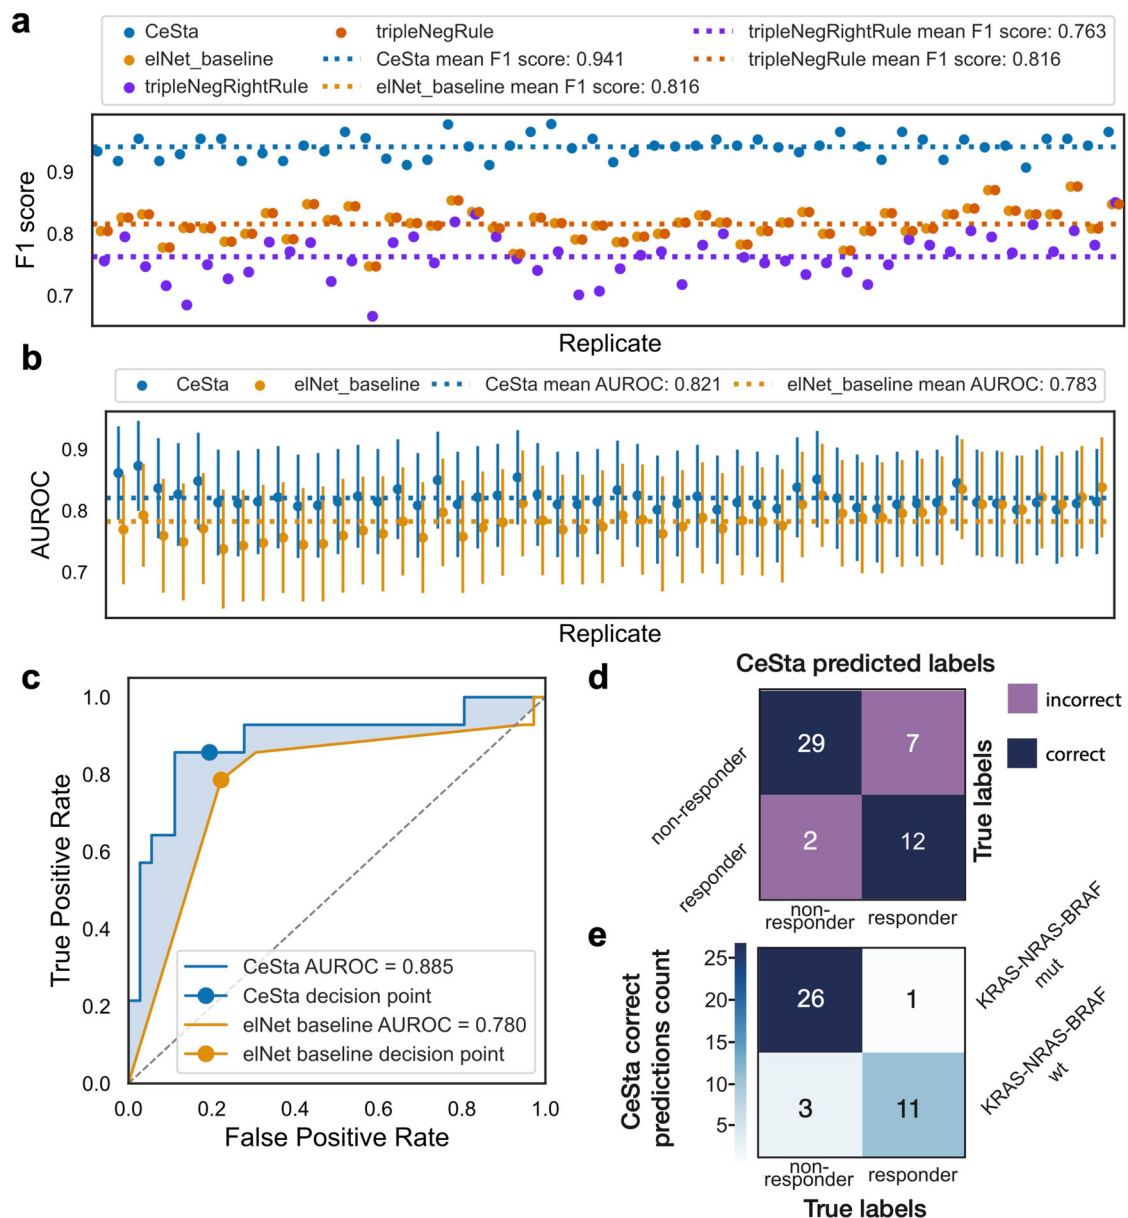 a
CeSta
tripleNegRule
tripleNegRightRule mean F1 score: 0.763
elNet_baseline
CeSta mean F1 score: 0.941
tripleNegRule mean F1 score: 0.816
tripleNegRightRule
elNet_baseline mean F1 score: 0.816
F1 score
0.9
0.8
0.7
Replicate
b
CeSta
elNet_baseline
CeSta mean AUROC: 0.821
elNet_baseline mean AUROC: 0.783
AUROC
0.9
0.8
0.7
Replicate
c
True Positive Rate
1.0
0.8
0.6
0.4
0.2
0.0
CeSta AUROC = 0.885
CeSta decision point
elNet baseline AUROC = 0.780
elNet baseline decision point
0.0
0.2
0.4
0.6
0.8
1.0
False Positive Rate
d
CeSta predicted labels
incorrect
correct
29
7
2
12
non-responder
responder
True labels
non-
responder
responder
e
CeSta correct
predictions count
25
20
15
10
5
26
1
3
11
KRAS-NRAS-BRAF
mut
KRAS-NRAS-BRAF
wt
non-
responder
responder
True labels